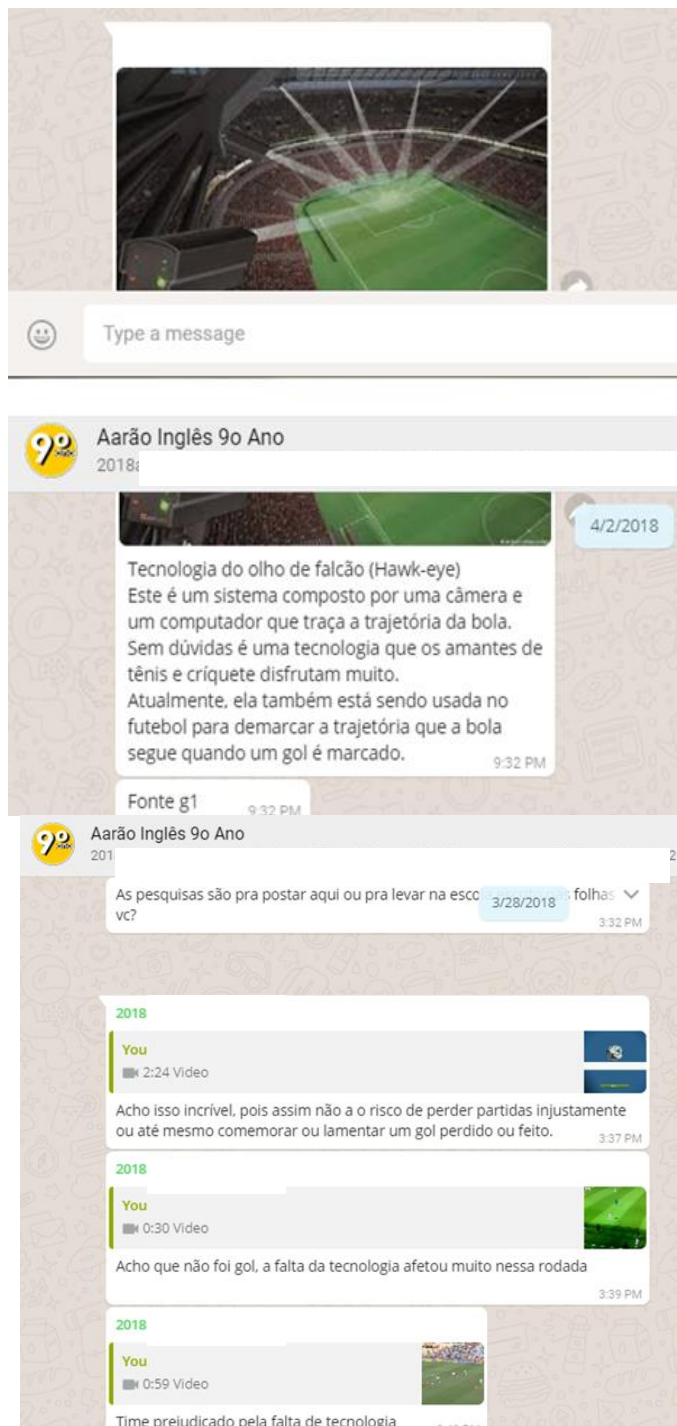 Type a message
9º
Aarão Inglês 9o Ano
2018
4/2/2018
Tecnologia do olho de falcão (Hawk-eye)
Este é um sistema composto por uma câmera e
um computador que traça a trajetória da bola.
Sem dúvidas é uma tecnologia que os amantes de
tênis e críquete disfrutam muito.
Atualmente, ela também está sendo usada no
futebol para demarcar a trajetória que a bola
segue quando um gol é marcado.
9:32 PM
Fonte g1
9:32 PM
9º
Aarão Inglês 9o Ano
201
As pesquisas são pra postar aqui ou pra levar na folhas
3/28/2018
vc?
3:32 PM
2018
You
2:24 Video
Acho isso incrível, pois assim não a o risco de perder partidas injustamente
ou até mesmo comemorar ou lamentar um gol perdido ou feito.
3:37 PM
2018
You
0:30 Video
Acho que não foi gol, a falta da tecnologia afetou muito nessa rodada
3:39 PM
2018
You
0:59 Video
Time prejudicado pela falta de tecnologia